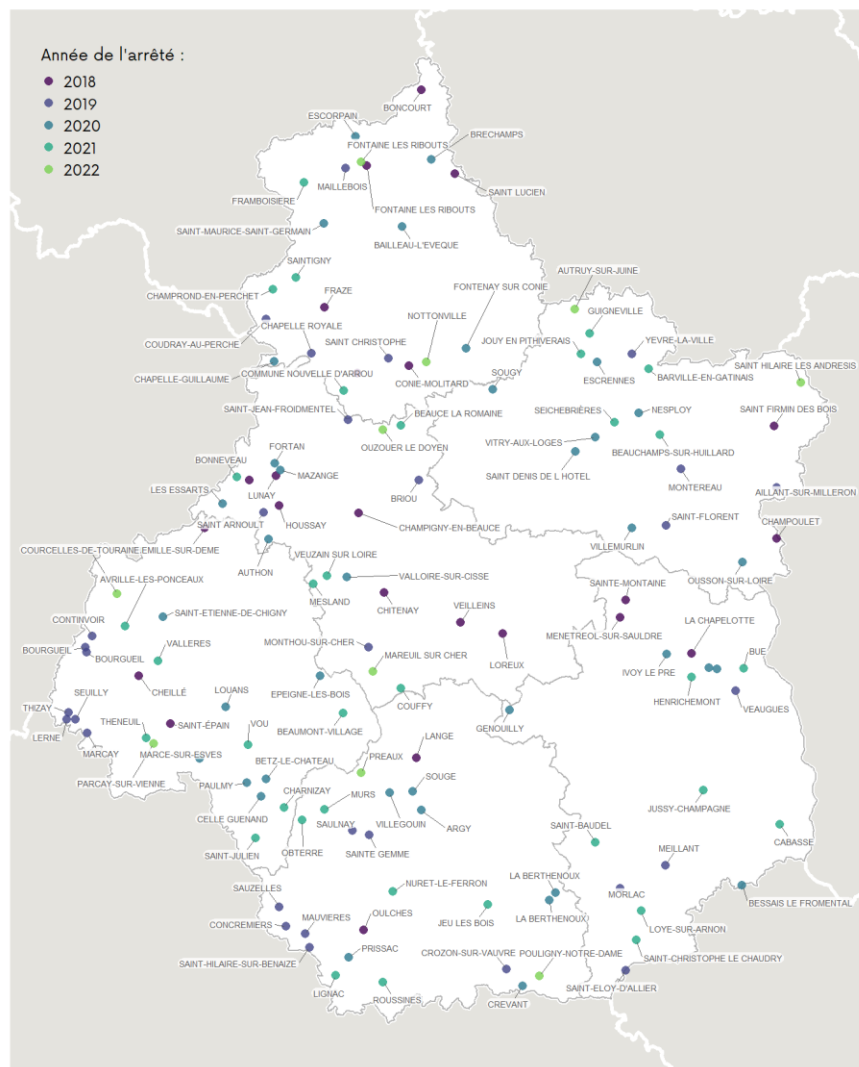 Année de l'arrêté :
2018
2019
2020
2021
2022
BONCOURT
ESCORPAIN
BRECHAMPS
FONTAINE LES RIBOUTS
MAILLEBOIS
SAINT LUCIEN
FRAMBOISIERE
FONTAINE LES RIBOUTS
SAINT-MAURICE-SAINT-GERMAIN
BAILLEAU-L'EVEQUE
SAINTIGNY
AUTRUY-SUR-JUINE
FONTENAY SUR CONIE
CHAMPROND-EN-PERCHET
FRAZE
GUIGNEVILLE
NOTTONVILLE
CHAPELLE ROYALE
COUDRAY-AU-PERCHE
SAINT CHRISTOPHE
JOUY EN PITHIVERAIS
YEVRE-LA-VILLE
SAINT HILAIRE LES ANDRESIS
CHAPELLE-GUILLAUME
COMMUNE NOUVELLE D'ARROU
CONIE-MOLITARD
SOUGY
ESCRENNES
BARVILLE-EN-GATINAIS
SAINT-JEAN-FROIDMENTEL
BEAUCE LA ROMAINE
SEICHEBRIÈRES
NESPLOY
SAINT FIRMIN DES BOIS
FORTAN
OUZOUER LE DOYEN
VITRY-AUX-LOGES
BEAUCHAMPS-SUR-HUILLARD
BONNEVEAU
MAZANGE
SAINT DENIS DE L HOTEL
LES ESSARTS
LUNAY
BRIOU
MONTEREAU
AILLANT-SUR-MILLERON
SAINT ARNOULT
HOUSSAY
CHAMPIGNY-EN-BEAUCE
SAINT-FLORENT
CHAMPOULET
VILLEMURLIN
COURCELLES-DE-TOURAINE
EMILLE-SUR-DEME
AUTHON
VEUZAIN SUR LOIRE
AVRILLE-LES-PONCEAUX
VALLOIRE-SUR-CISSE
SAINTE-MONTAINE
OUSSON-SUR-LOIRE
MESLAND
CHITENAY
VEILLEINS
SAINT-ETIENNE-DE-CHIGNY
CONTINVOIR
LA CHAPELOTTE
MENETREOL-SUR-SAULDRE
VALLERES
MONTHOU-SUR-CHER
BOURGUEIL
BOURGUEIL
MAREUIL SUR CHER
LOREUX
IVOY LE PRE
BUE
CHEILLÉ
LOUANS
EPEIGNE-LES-BOIS
SEUILLY
THIZAY
COUFFY
HENRICHEMONT
VEAUGUES
THENEUIL
SAINT-ÉPAIN
VOU
BEAUMONT-VILLAGE
GENOUILLY
LERNE
MARCAY
LANGE
MARCE-SUR-ESVES
PREAUX
BETZ-LE-CHATEAU
SOUGE
PARCAY-SUR-VIENNE
PAULMY
CHARNIZAY
MURS
JUSSY-CHAMPAGNE
CELLE GUENAND
SAULNAY
VILLEGOUIN
ARGY
SAINT-BAUDEL
SAINT-JULIEN
OBTERRE
SAINTE GEMME
CABASSE
MEILLANT
LA BERTHENOUX
NURET-LE-FERRON
SAUZELLES
MORLAC
BESSAIS LE FROMENTAL
MAUVIERES
OULCHES
JEU LES BOIS
LA BERTHENOUX
CONCREMIERS
LOYE-SUR-ARNON
PRISSAC
CROZON-SUR-VAUVRE
POULIGNY-NOTRE-DAME
SAINT-CHRISTOPHE LE CHAUDRY
SAINT-HILAIRE-SUR-BENAIZE
SAINT-ELOY-D'ALLIER
LIGNAC
ROUSSINES
CREVANT